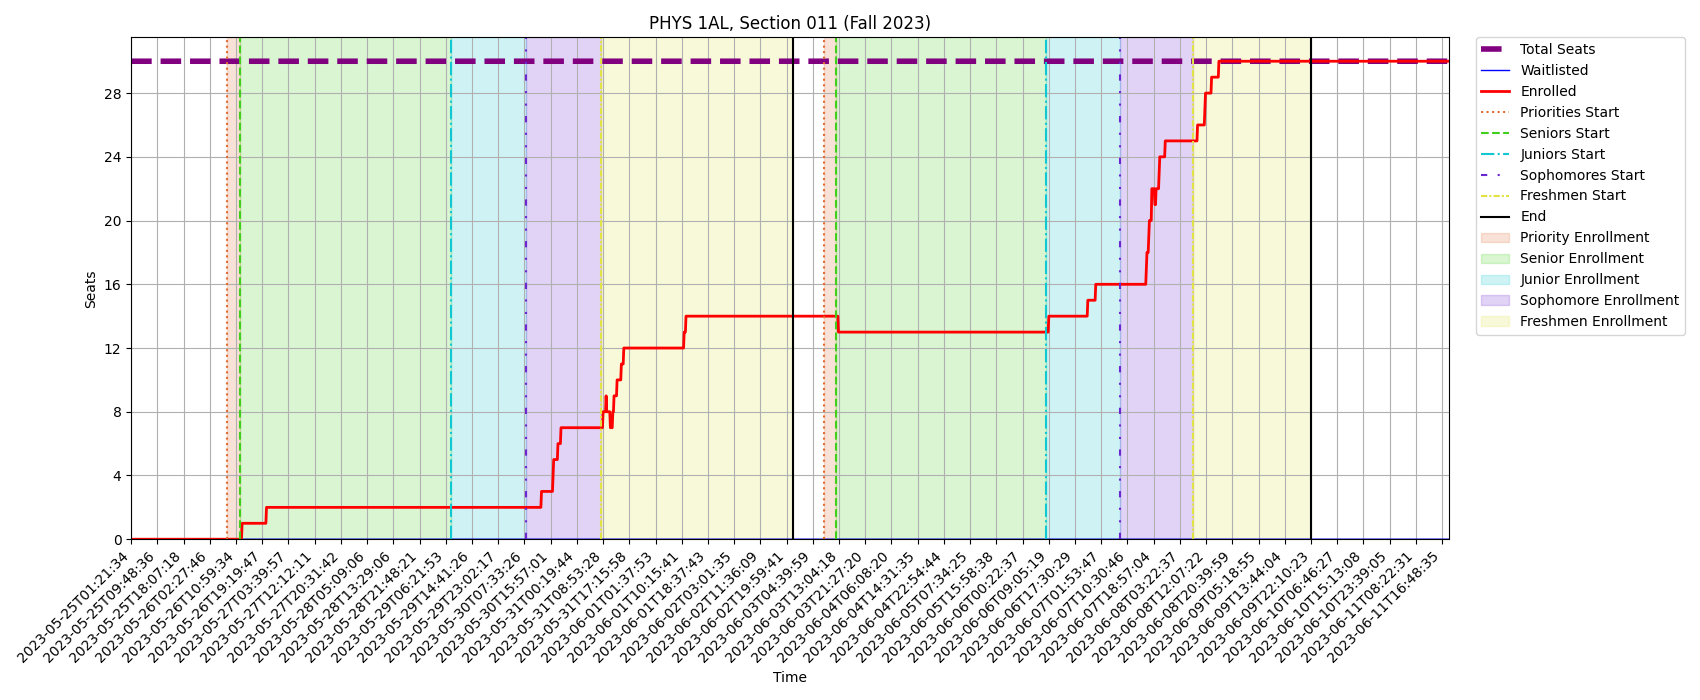 PHYS 1AL, Section 011 (Fall 2023)
Seats
28
24
20
16
12
8
4
0
2023-05-25T01:21:34
2023-05-25T09:48:36
2023-05-25T18:07:18
2023-05-26T02:27:46
2023-05-26T10:59:34
2023-05-26T19:19:47
2023-05-27T03:39:57
2023-05-27T12:12:11
2023-05-27T20:31:42
2023-05-28T05:09:06
2023-05-28T13:29:06
2023-05-28T21:48:21
2023-05-29T06:21:53
2023-05-29T14:41:26
2023-05-29T23:02:17
2023-05-30T07:33:26
2023-05-30T15:57:01
2023-05-31T00:19:44
2023-05-31T08:53:28
2023-05-31T17:15:58
2023-06-01T01:37:53
2023-06-01T10:15:41
2023-06-01T18:37:43
2023-06-02T03:01:35
2023-06-02T11:36:09
2023-06-02T19:59:41
2023-06-03T04:39:59
2023-06-03T13:04:18
2023-06-03T21:27:20
2023-06-04T06:08:20
2023-06-04T14:31:35
2023-06-04T22:54:44
2023-06-05T07:34:25
2023-06-05T15:58:38
2023-06-06T00:22:37
2023-06-06T09:05:19
2023-06-06T17:30:29
2023-06-07T01:53:47
2023-06-07T10:30:46
2023-06-07T18:57:04
2023-06-08T03:22:37
2023-06-08T12:07:22
2023-06-08T20:39:59
2023-06-09T05:18:55
2023-06-09T13:44:04
2023-06-09T22:10:23
2023-06-10T06:46:27
2023-06-10T15:13:08
2023-06-10T23:39:05
2023-06-11T08:22:31
2023-06-11T16:48:35
Time
Total Seats
Waitlisted
Enrolled
Priorities Start
Seniors Start
Juniors Start
Sophomores Start
Freshmen Start
End
Priority Enrollment
Senior Enrollment
Junior Enrollment
Sophomore Enrollment
Freshmen Enrollment